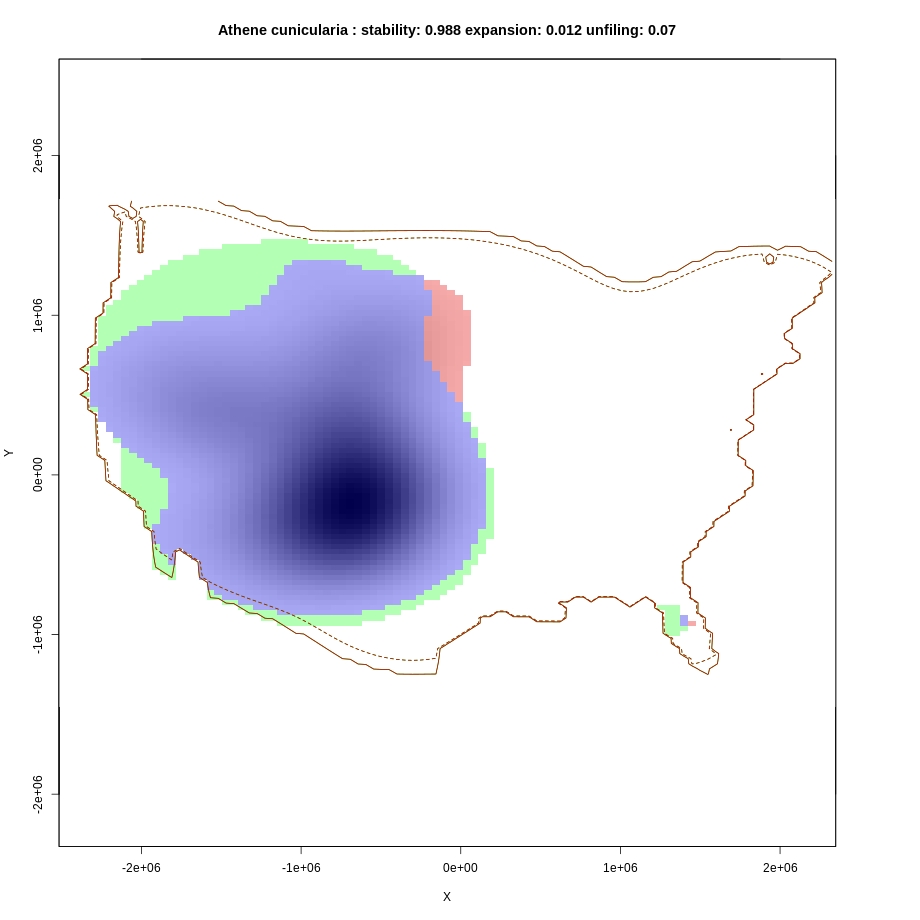 Athene cunicularia : stability: 0.988 expansion: 0.012 unfiling: 0.07
2e+06
1e+06
0e+00
-1e+06
-2e+06
Y
-2e+06 -1e+06 0e+00 1e+06 2e+06
X